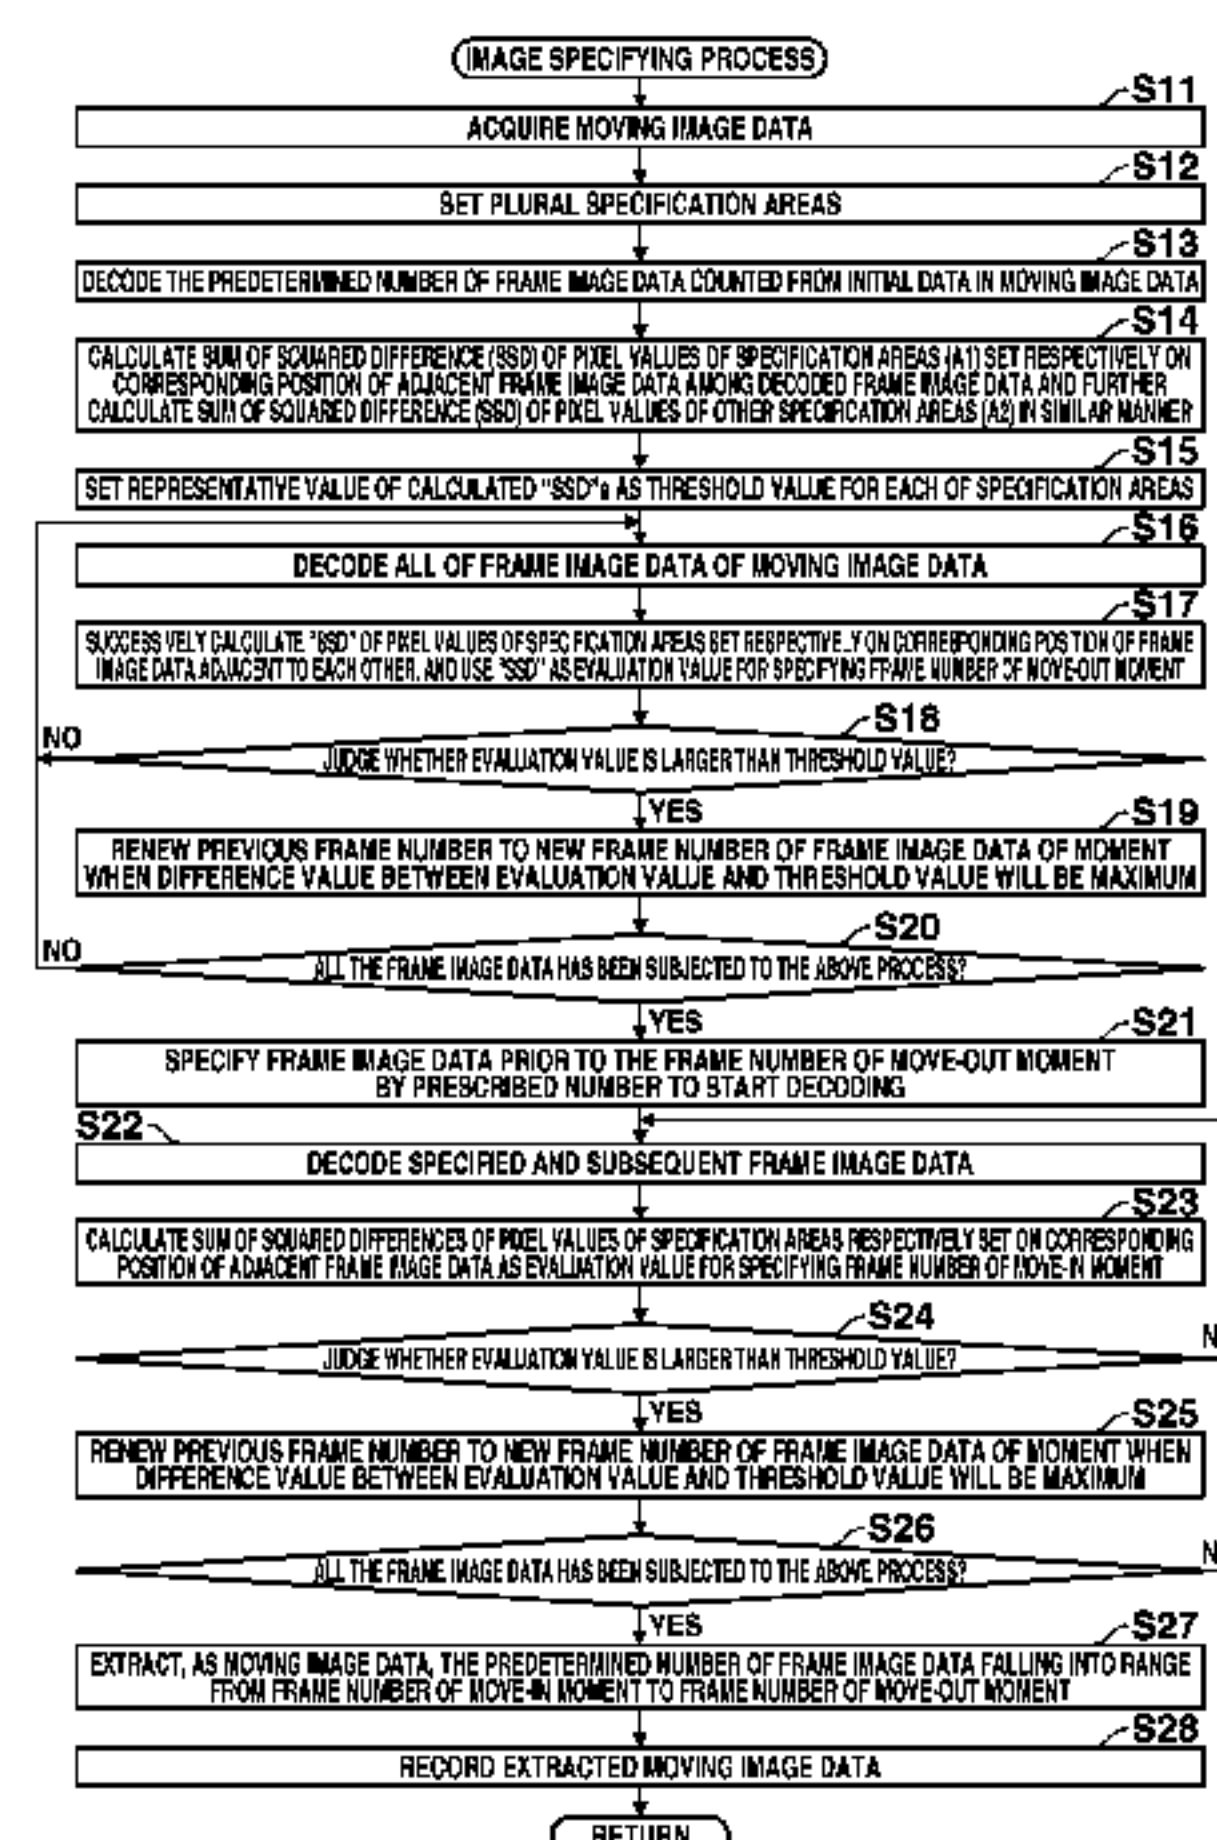 IMAGE SPECIFYING PROCESS
S11
ACQUIRE MOVING IMAGE DATA
S12
SET PLURAL SPECIFICATION AREAS
S13
DECODE THE PREDETERMINED NUMBER OF FRAME IMAGE DATA COUNTED FROM INITIAL DATA IN MOVING IMAGE DATA
S14
CALCULATE SUM OF SQUARED DIFFERENCE (SSD) OF PIXEL VALUES OF SPECIFICATION AREAS (A1) SET RESPECTIVELY ON
CORRESPONDING POSITION OF ADJACENT FRAME IMAGE DATA AMONG DECODED FRAME IMAGE DATA AND FURTHER
CALCULATE SUM OF SQUARED DIFFERENCE (SSD) OF PIXEL VALUES OF OTHER SPECIFICATION AREAS (A2) IN SIMILAR MANNER
S15
SET REPRESENTATIVE VALUE OF CALCULATED "SSD"s AS THRESHOLD VALUE FOR EACH OF SPECIFICATION AREAS
S16
DECODE ALL OF FRAME IMAGE DATA OF MOVING IMAGE DATA
S17
SUCCESSIVELY CALCULATE "SSD" OF PIXEL VALUES OF SPECIFICATION AREAS SET RESPECTIVELY ON CORRESPONDING POSITION OF FRAME
IMAGE DATA ADJACENT TO EACH OTHER, AND USE "SSD" AS EVALUATION VALUE FOR SPECIFYING FRAME NUMBER OF MOVE-OUT MOMENT
S18
NO
JUDGE WHETHER EVALUATION VALUE IS LARGER THAN THRESHOLD VALUE?
YES
S19
RENEW PREVIOUS FRAME NUMBER TO NEW FRAME NUMBER OF FRAME IMAGE DATA OF MOMENT
WHEN DIFFERENCE VALUE BETWEEN EVALUATION VALUE AND THRESHOLD VALUE WILL BE MAXIMUM
S20
NO
ALL THE FRAME IMAGE DATA HAS BEEN SUBJECTED TO THE ABOVE PROCESS?
YES
S21
SPECIFY FRAME IMAGE DATA PRIOR TO THE FRAME NUMBER OF MOVE-OUT MOMENT
BY PRESCRIBED NUMBER TO START DECODING
S22
DECODE SPECIFIED AND SUBSEQUENT FRAME IMAGE DATA
S23
CALCULATE SUM OF SQUARED DIFFERENCES OF PIXEL VALUES OF SPECIFICATION AREAS RESPECTIVELY SET ON CORRESPONDING
POSITION OF ADJACENT FRAME IMAGE DATA AS EVALUATION VALUE FOR SPECIFYING FRAME NUMBER OF MOVE-IN MOMENT
S24
N
JUDGE WHETHER EVALUATION VALUE IS LARGER THAN THRESHOLD VALUE?
YES
S25
RENEW PREVIOUS FRAME NUMBER TO NEW FRAME NUMBER OF FRAME IMAGE DATA OF MOMENT WHEN
DIFFERENCE VALUE BETWEEN EVALUATION VALUE AND THRESHOLD VALUE WILL BE MAXIMUM
S26
N
ALL THE FRAME IMAGE DATA HAS BEEN SUBJECTED TO THE ABOVE PROCESS?
YES
S27
EXTRACT, AS MOVING IMAGE DATA, THE PREDETERMINED NUMBER OF FRAME IMAGE DATA FALLING INTO RANGE
FROM FRAME NUMBER OF MOVE-IN MOMENT TO FRAME NUMBER OF MOVE-OUT MOMENT
S28
RECORD EXTRACTED MOVING IMAGE DATA
RETURN